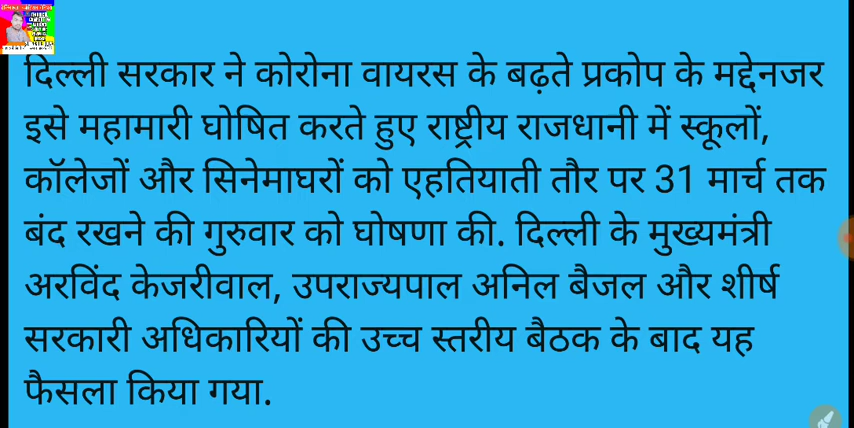 दिल्ली सरकार ने कोरोना वायरस के बढ़ते प्रकोप के मद्देनजर
इसे महामारी घोषित करते हुए राष्ट्रीय राजधानी में स्कूलों,
कॉलेजों और सिनेमाघरों को एहतियाती तौर पर 31 मार्च तक
बंद रखने की गुरुवार को घोषणा की. दिल्ली के मुख्यमंत्री
अरविंद केजरीवाल, उपराज्यपाल अनिल बैजल और शीर्ष
सरकारी अधिकारियों की उच्च स्तरीय बैठक के बाद यह
फैसला किया गया.